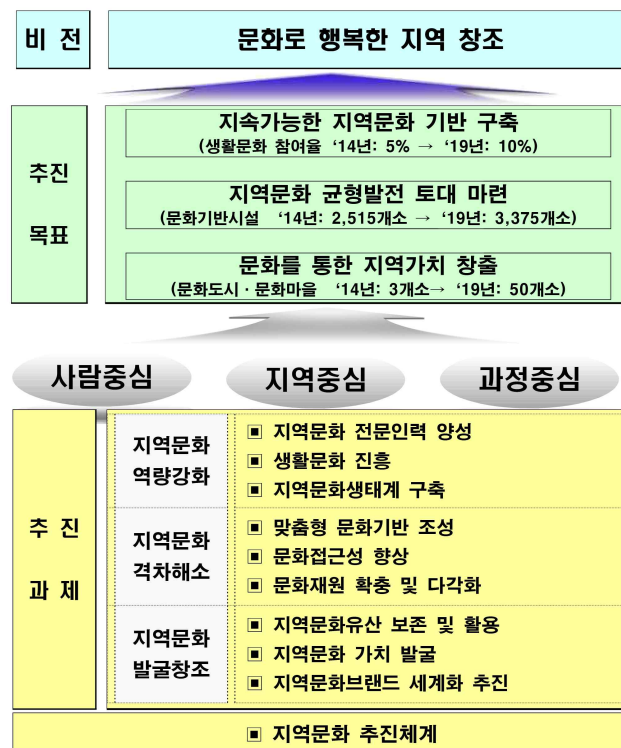 비 전
문화로 행복한 지역 창조
추진
목표
지속가능한 지역문화 기반 구축
(생활문화 참여율 ‘14년: 5% → ‘19년: 10%)
지역문화 균형발전 토대 마련
(문화기반시설 ‘14년: 2,515개소 → ‘19년: 3,375개소)
문화를 통한 지역가치 창출
(문화도시 · 문화마을 ‘14년: 3개소→ ‘19년: 50개소)
사람중심
지역중심
과정중심
추 진
과 제
지역문화
역량강화
▣ 지역문화 전문인력 양성
▣ 생활문화 진흥
▣ 지역문화생태계 구축
지역문화
격차해소
▣ 맞춤형 문화기반 조성
▣ 문화접근성 향상
▣ 문화재원 확충 및 다각화
지역문화
발굴창조
▣ 지역문화유산 보존 및 활용
▣ 지역문화 가치 발굴
▣ 지역문화브랜드 세계화 추진
▣ 지역문화 추진체계